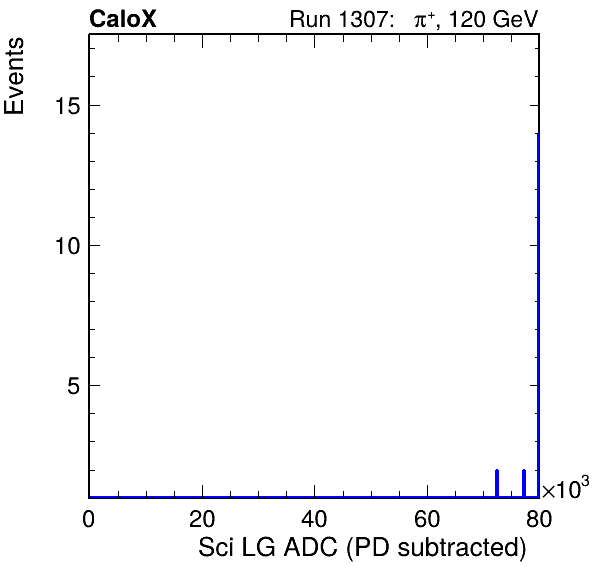 CaloX Run 1307: π⁺, 120 GeV
Events
15
10
5
×10³
0 20 40 60 80
Sci LG ADC (PD subtracted)